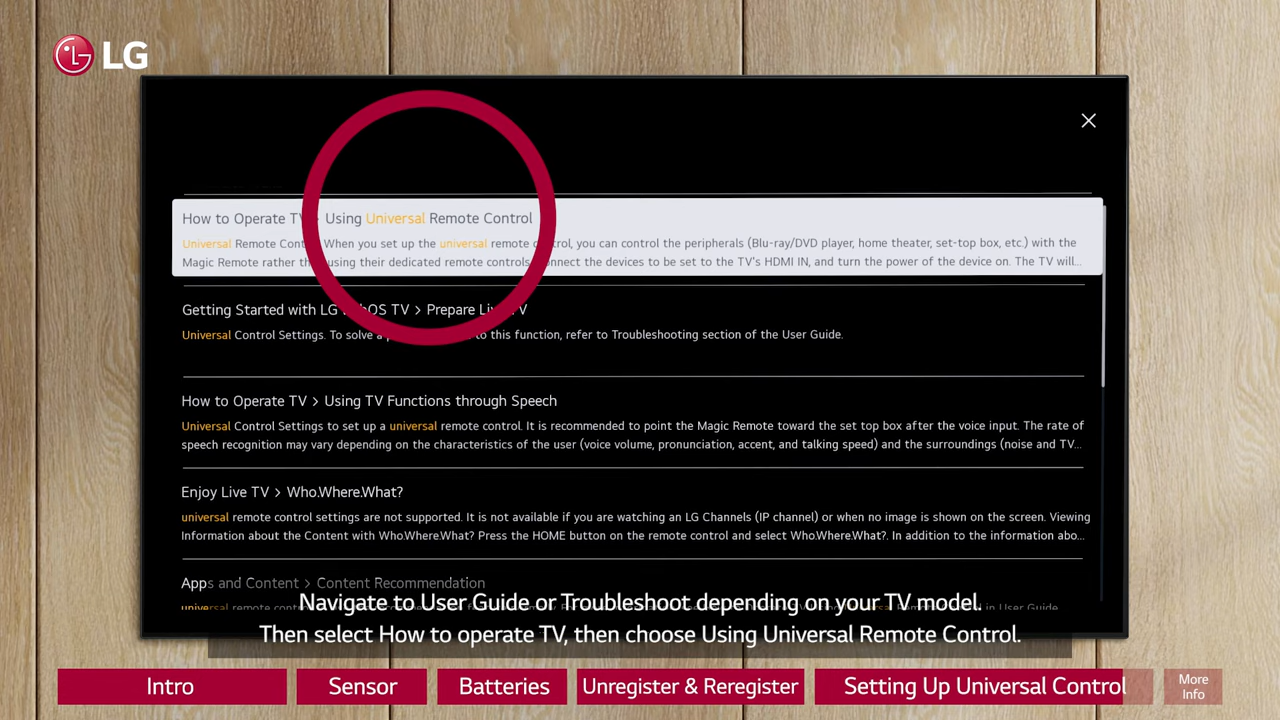 LG
How to Operate TV > Using Universal Remote Control
Universal Remote Cont When you set up the universal remote control, you can control the peripherals (Blu-ray/DVD player, home theater, set-top box, etc.) with the
Magic Remote rather th using their dedicated remote controls. onnect the devices to be set to the TV's HDMI IN, and turn the power of the device on. The TV will...
Getting Started with LG webOS TV > Prepare Live TV
Universal Control Settings. To solve a to this function, refer to Troubleshooting section of the User Guide.
How to Operate TV > Using TV Functions through Speech
Universal Control Settings to set up a universal remote control. It is recommended to point the Magic Remote toward the set top box after the voice input. The rate of
speech recognition may vary depending on the characteristics of the user (voice volume, pronunciation, accent, and talking speed) and the surroundings (noise and TV...
Enjoy Live TV > Who.Where.What?
universal remote control settings are not supported. It is not available if you are watching an LG Channels (IP channel) or when no image is shown on the screen. Viewing
Information about the Content with Who.Where.What? Press the HOME button on the remote control and select Who.Where.What?. In addition to the information abo...
Apps and Content > Content Recommendation
universal remote
in User Guide
Navigate to User Guide or Troubleshoot depending on your TV model.
Then select How to operate TV, then choose Using Universal Remote Control.
Intro
Sensor
Batteries
Unregister & Reregister
Setting Up Universal Control
More
Info